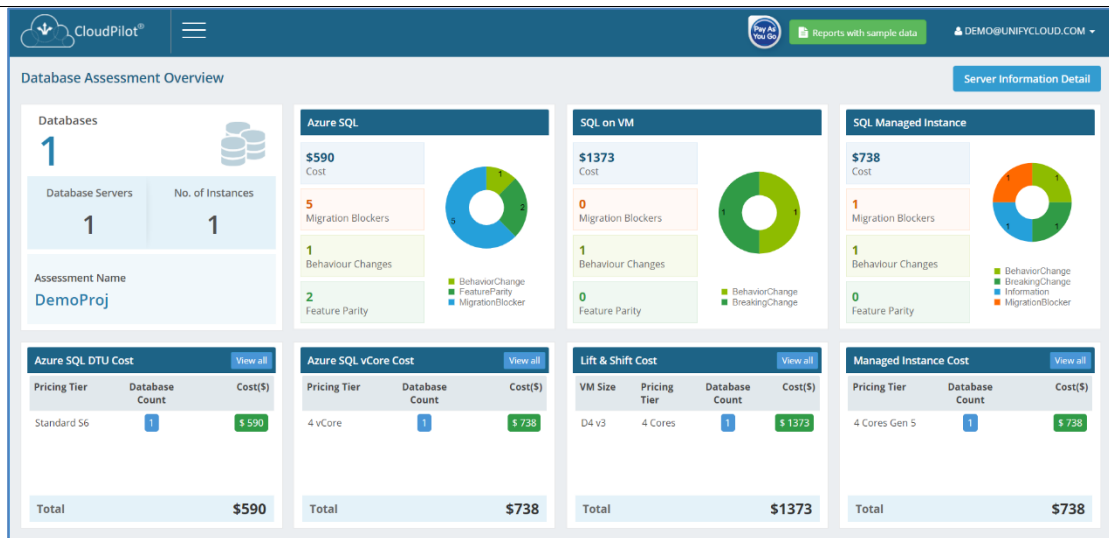 CloudPilot®
Pay As
You Go
Reports with sample data
DEMO@UNIFYCLOUD.COM
Database Assessment Overview
Server Information Detail
Databases
1
Database Servers
No. of Instances
1
1
Assessment Name
DemoProj
Azure SQL
$590
Cost
5
Migration Blockers
1
Behaviour Changes
2
Feature Parity
1
2
5
BehaviorChange
FeatureParity
MigrationBlocker
SQL on VM
$1373
Cost
0
Migration Blockers
1
Behaviour Changes
0
Feature Parity
1
1
BehaviorChange
BreakingChange
SQL Managed Instance
$738
Cost
1
Migration Blockers
1
Behaviour Changes
0
Feature Parity
1
1
1
1
BehaviorChange
BreakingChange
Information
MigrationBlocker
Azure SQL DTU Cost
View all
Pricing Tier
Database
Count
Cost($)
Standard S6
1
$ 590
Total
$590
Azure SQL vCore Cost
View all
Pricing Tier
Database
Count
Cost($)
4 vCore
1
$ 738
Total
$738
Lift & Shift Cost
View all
VM Size
Pricing
Tier
Database
Count
Cost($)
D4 v3
4 Cores
1
$ 1373
Total
$1373
Managed Instance Cost
View all
Pricing Tier
Database
Count
Cost($)
4 Cores Gen 5
1
$ 738
Total
$738